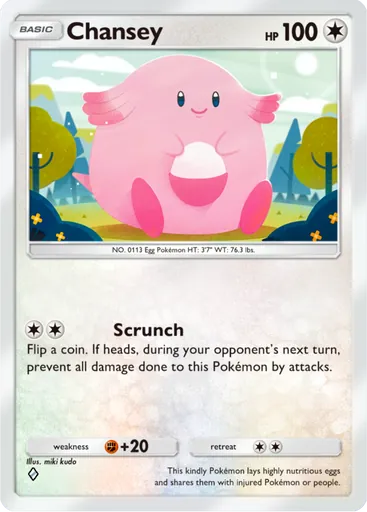 BASIC Chansey HP 100
NO. 0113 Egg Pokémon HT: 3'7" WT: 76.3 lbs.
Scrunch
Flip a coin. If heads, during your opponent's next turn,
prevent all damage done to this Pokémon by attacks.
weakness +20 retreat
Illus. miki kudo
This kindly Pokémon lays highly nutritious eggs
and shares them with injured Pokémon or people.